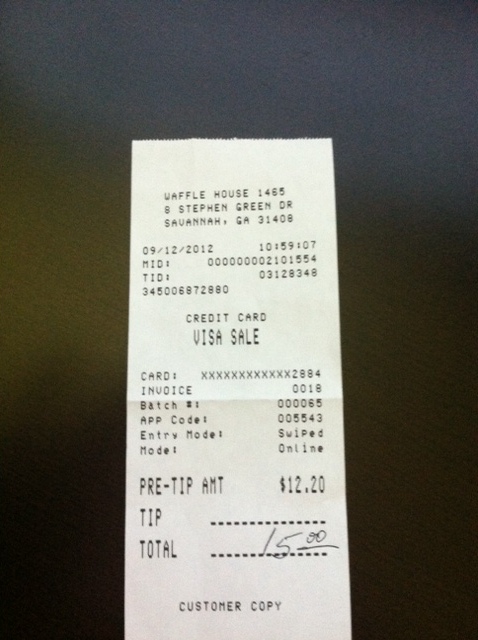 WAFFLE HOUSE 1465
8 STEPHEN GREEN DR
SAVANNAH, GA 31408
09/12/2012 10:59:07
MID: 000000002101554
TID: 03128348
345006872880
CREDIT CARD
VISA SALE
CARD: XXXXXXXXXXXX2884
INVOICE 0018
Batch #: 000065
APP Code: 005543
Entry Mode: Swiped
Mode: Online
PRE-TIP AMT $12.20
TIP
TOTAL 15.00
CUSTOMER COPY